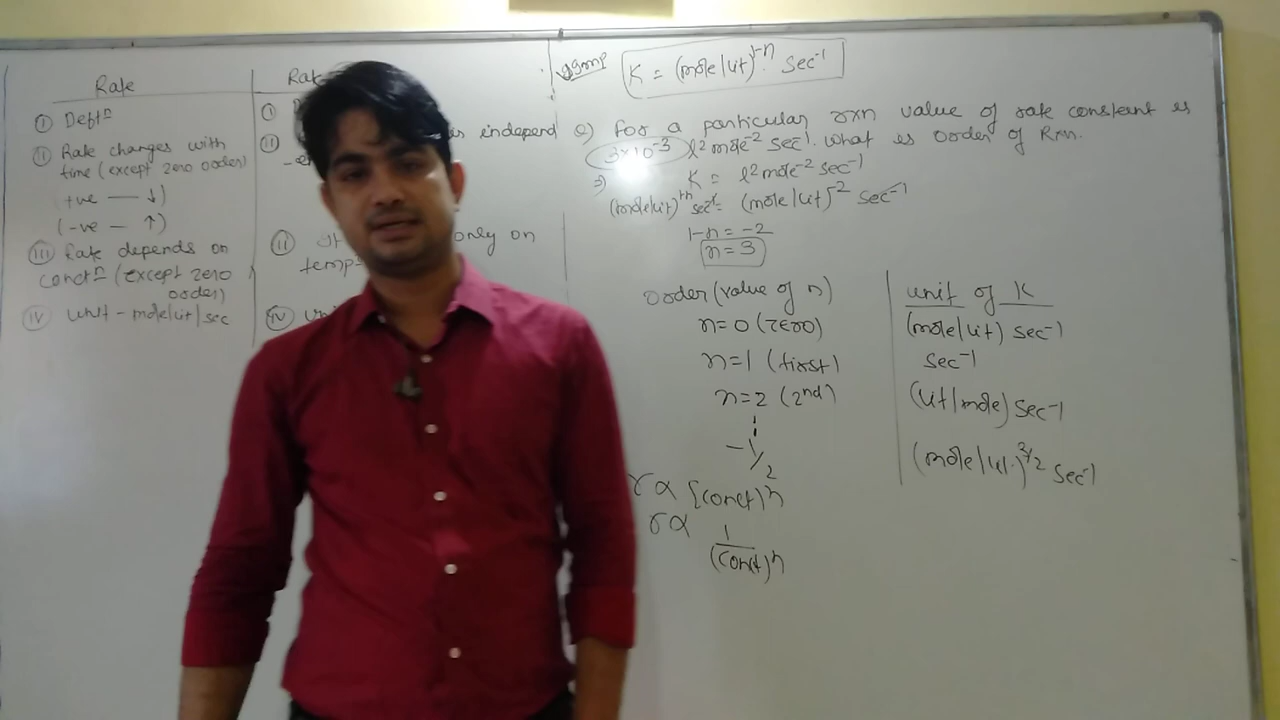 Rate
① Defⁿ
② Rate changes with
time (except zero order)
(+ve — ↓)
(-ve — ↑)
③ Rate depends on
conctⁿ (except zero
order)
④ unit - mole/lit/sec
Rat
①
②
independ
②
only on
temp
④
K = (mole/lit)¹⁻ⁿ sec⁻¹
Q) for a particular rxn value of rate constant is
3×10⁻³ l² mole⁻² sec⁻¹. what is order of Rxn.
⇒ K = l² mole⁻² sec⁻¹
(mole/lit)¹⁻ⁿ sec⁻¹ = (mole/lit)⁻² sec⁻¹
1-n = -2
n = 3
order (value of n)
n=0 (zero)
n=1 (first)
n=2 (2nd)
-1/2
r ∝ [conct)ⁿ
r ∝ 1
(conct)ⁿ
unit of K
(mole/lit) sec⁻¹
sec⁻¹
(lit/mole) sec⁻¹
(mole/lit.)³/² sec⁻¹